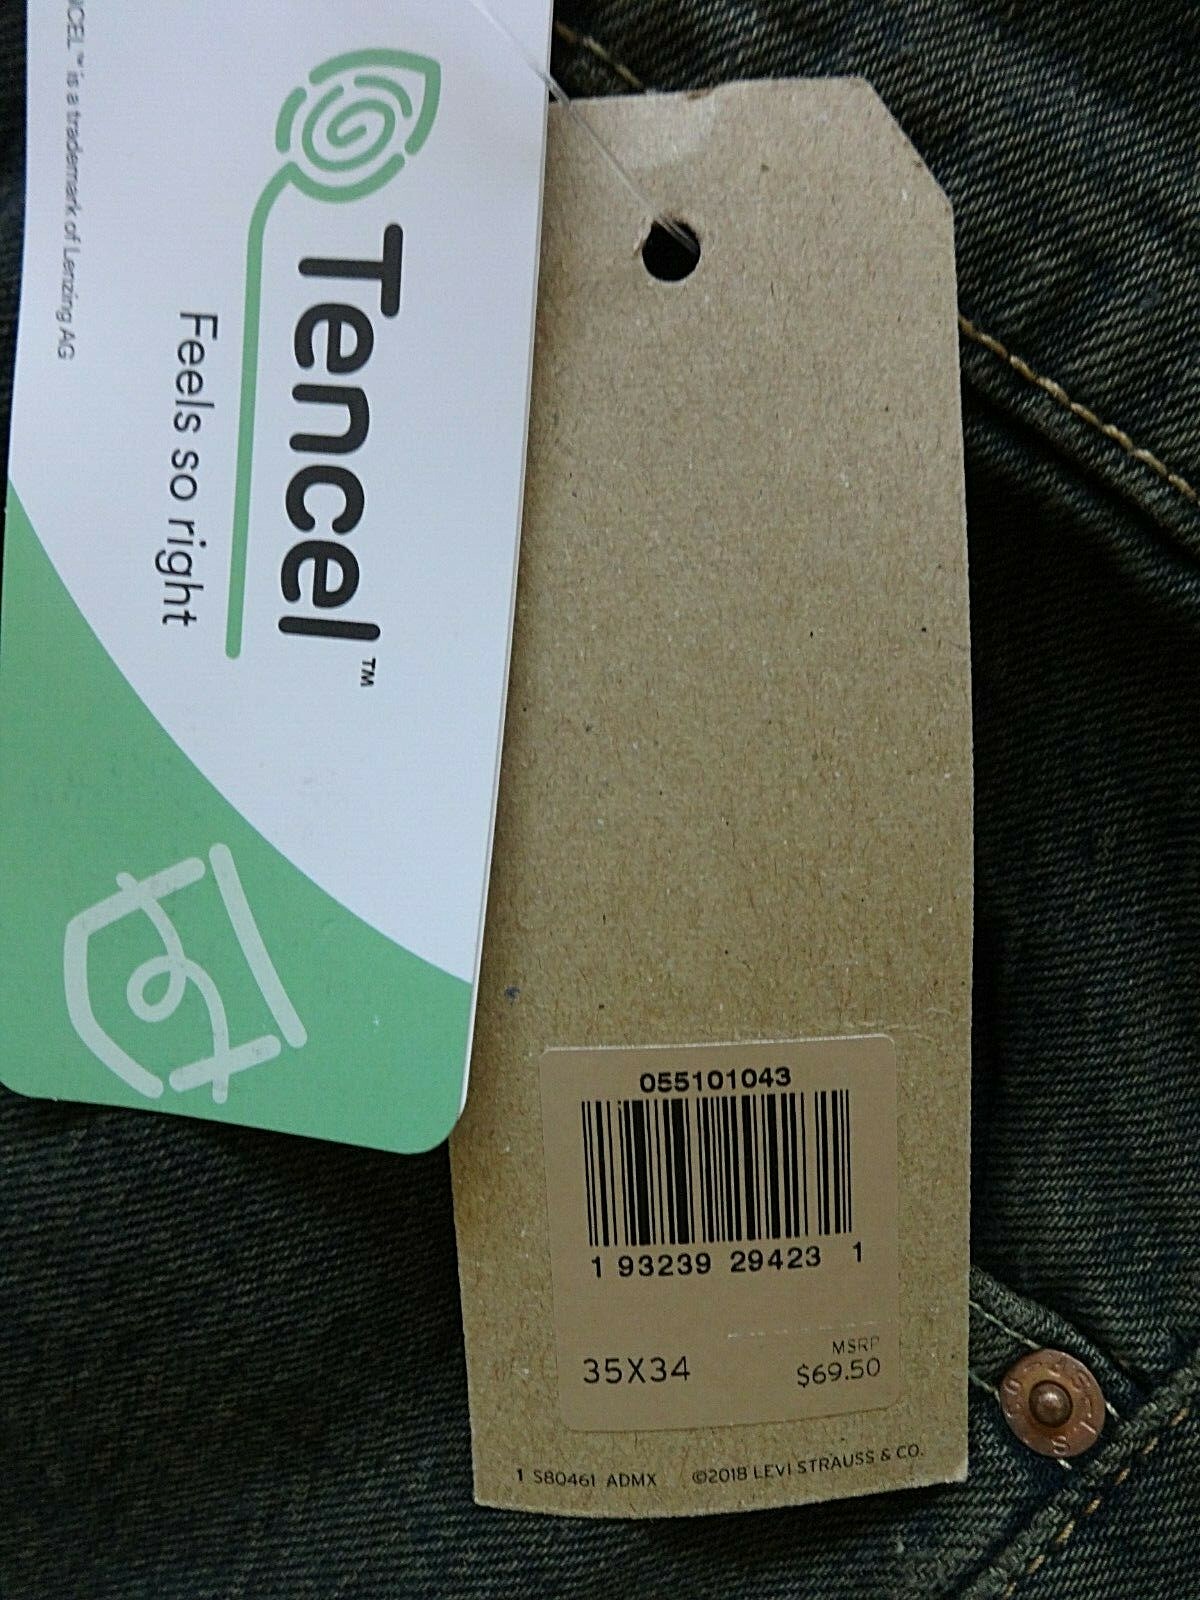 Tencel™
Feels so right
NCEL™ is a trademark of Lenzing AG
055101043
1 93239 29423 1
35X34
MSRP
$69.50
1 S80461 ADMX ©2018 LEVI STRAUSS & CO.